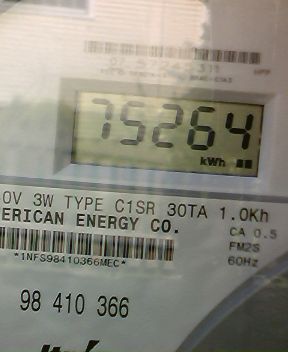 75264
kWh
0V 3W TYPE C1SR 30TA 1.0Kh
ERICAN ENERGY CO.
CA 0.5
FM2S
60Hz
*1NFS98410366MEC*
98 410 366